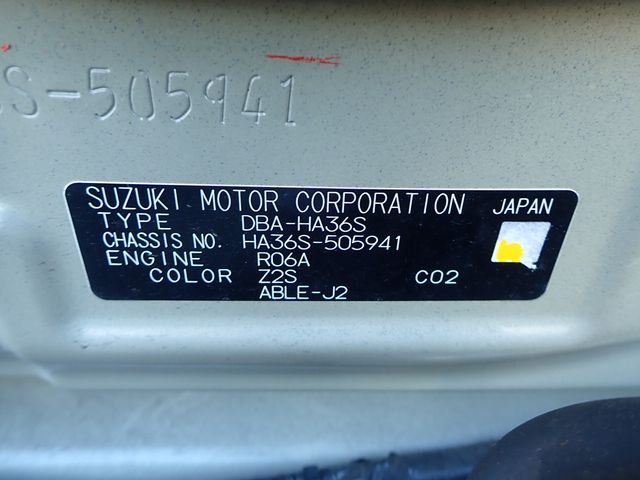 S-505941
SUZUKI MOTOR CORPORATION JAPAN
TYPE DBA-HA36S
CHASSIS NO. HA36S-505941
ENGINE R06A
COLOR Z2S C02
ABLE-J2